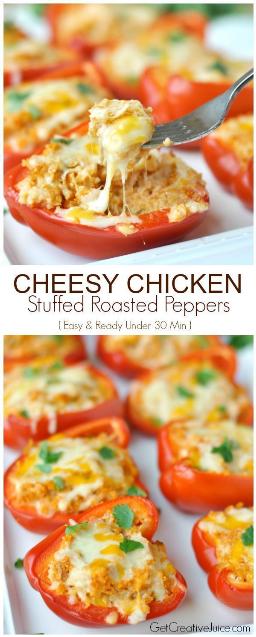 CHEESY CHICKEN
Stuffed Roasted Peppers
{ Easy & Ready Under 30 Min }
GetCreativeJuice.com